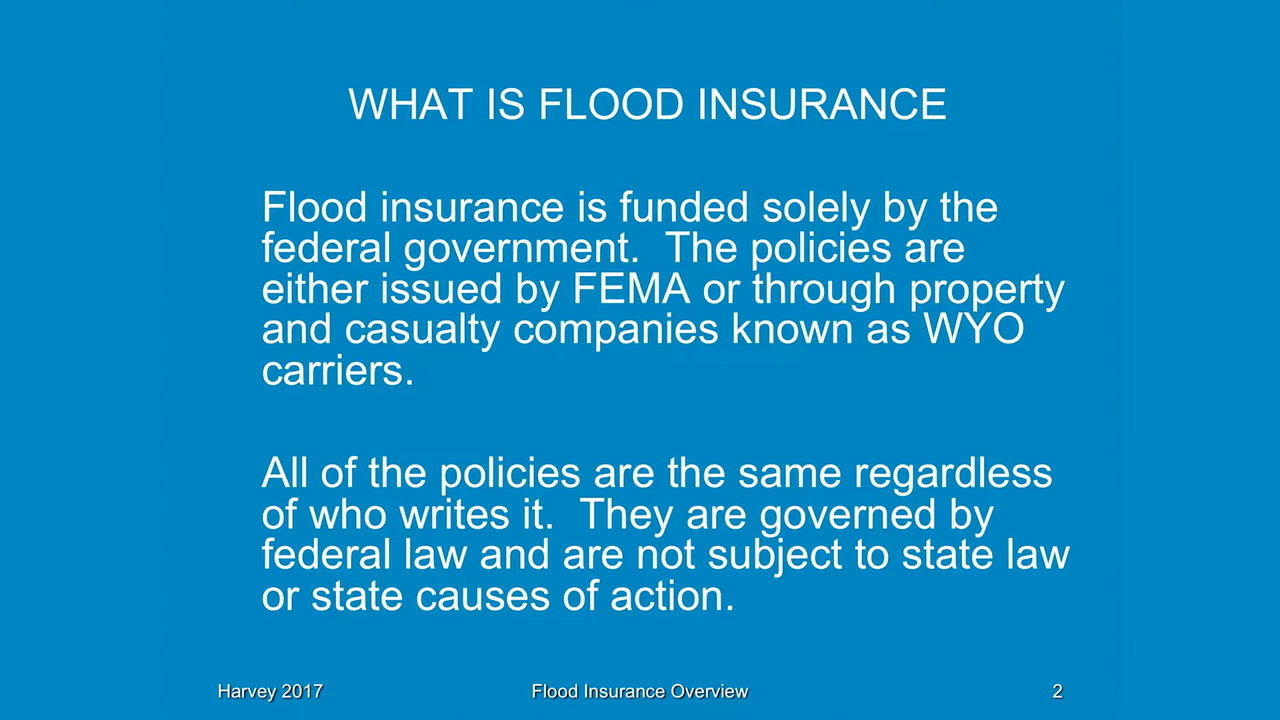 WHAT IS FLOOD INSURANCE
Flood insurance is funded solely by the
federal government.  The policies are
either issued by FEMA or through property
and casualty companies known as WYO
carriers.
All of the policies are the same regardless
of who writes it.  They are governed by
federal law and are not subject to state law
or state causes of action.
Harvey 2017
Flood Insurance Overview
2